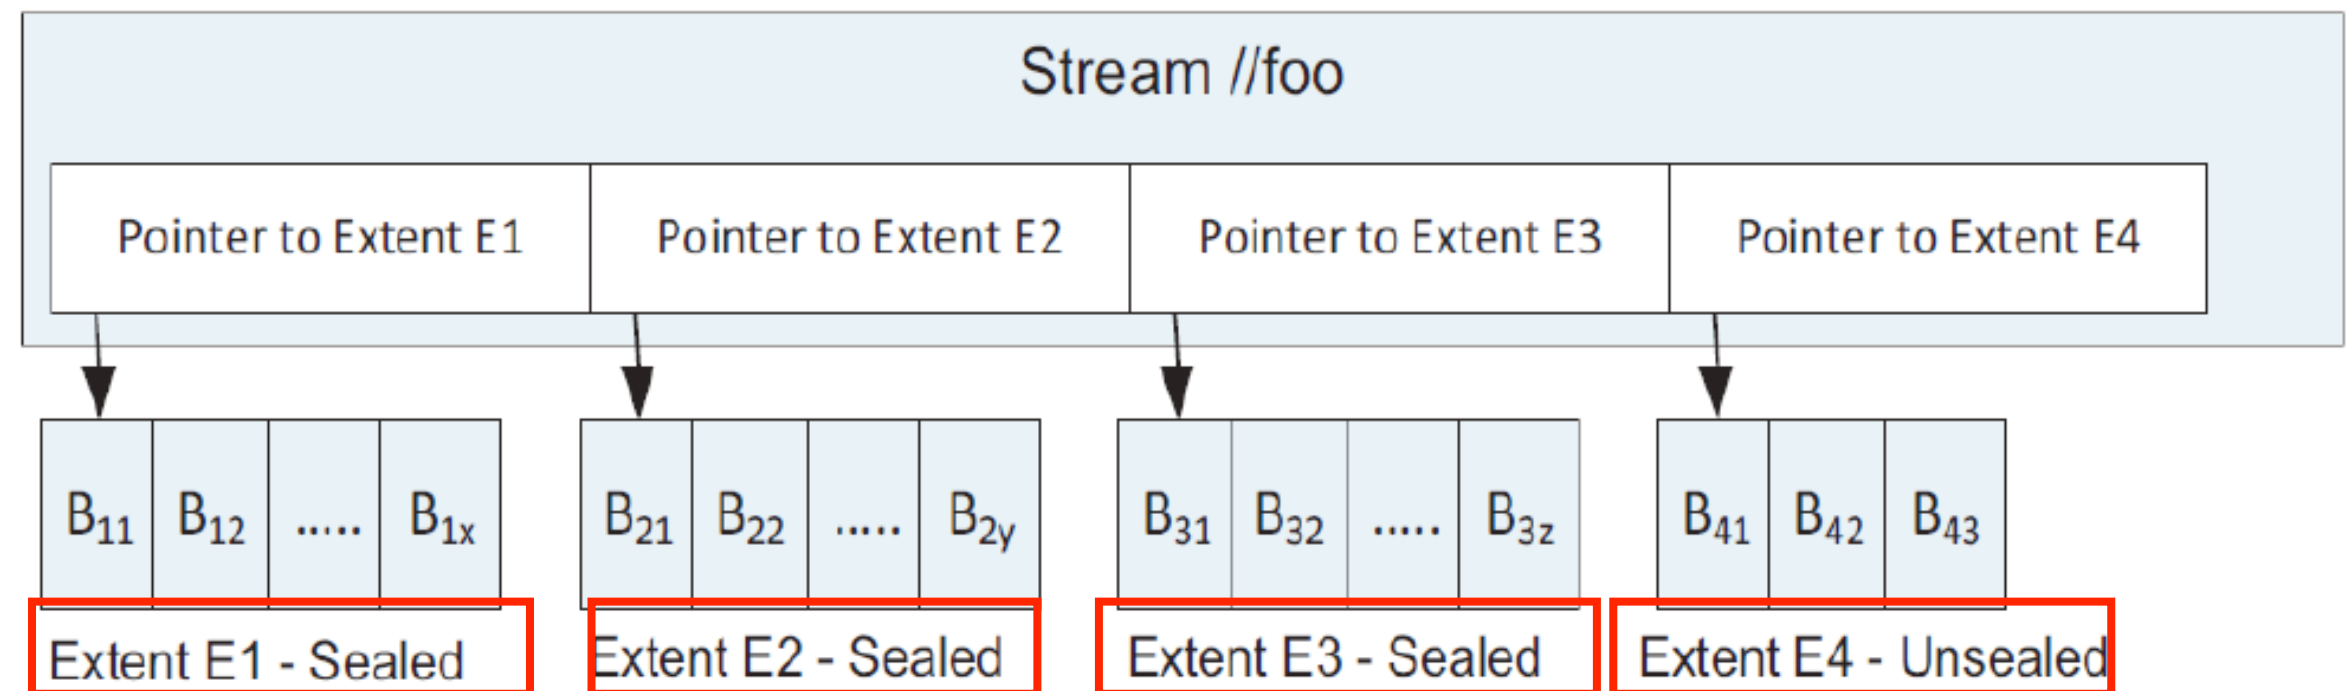 Stream //foo
Pointer to Extent E1 Pointer to Extent E2 Pointer to Extent E3 Pointer to Extent E4
B11 B12 ..... B1x B21 B22 ..... B2y B31 B32 ..... B3z B41 B42 B43
Extent E1 - Sealed Extent E2 - Sealed Extent E3 - Sealed Extent E4 - Unsealed